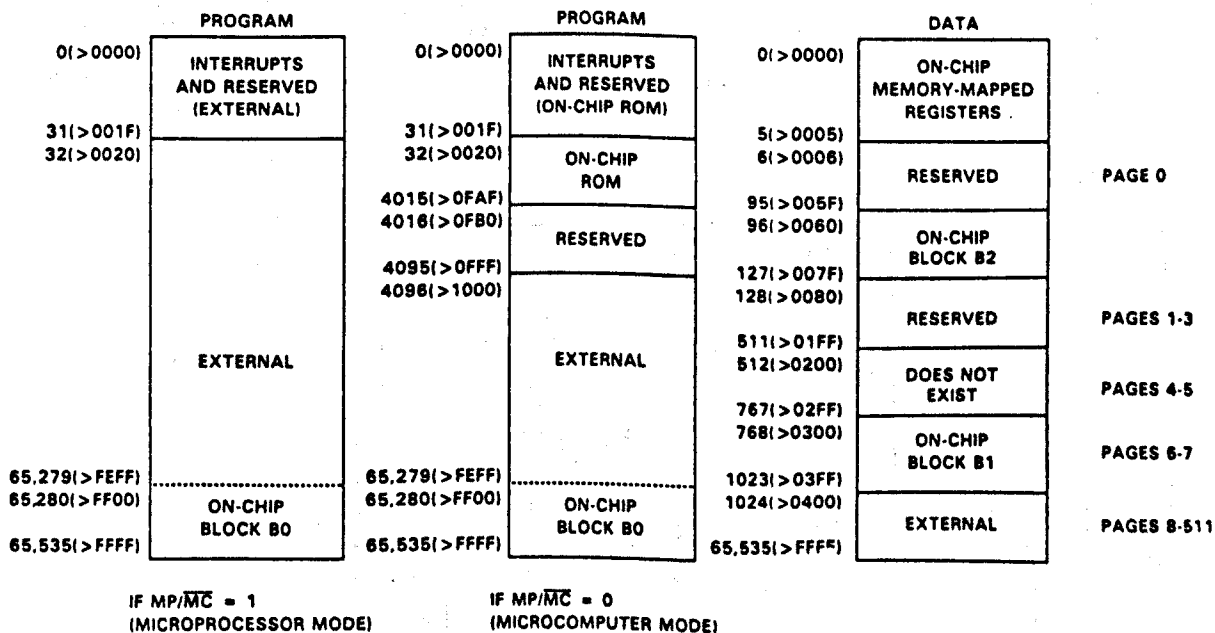 PROGRAM
0(>0000)
INTERRUPTS
AND RESERVED
(EXTERNAL)
31(>001F)
32(>0020)
EXTERNAL
65,279(>FEFF)
65,280(>FF00)
ON-CHIP
BLOCK B0
65,535(>FFFF)
IF MP/M̅C̅ = 1
(MICROPROCESSOR MODE)
PROGRAM
0(>0000)
INTERRUPTS
AND RESERVED
(ON-CHIP ROM)
31(>001F)
32(>0020)
ON-CHIP
ROM
4015(>0FAF)
4016(>0FB0)
RESERVED
4095(>0FFF)
4096(>1000)
EXTERNAL
65,279(>FEFF)
65,280(>FF00)
ON-CHIP
BLOCK B0
65,535(>FFFF)
IF MP/M̅C̅ = 0
(MICROCOMPUTER MODE)
DATA
0(>0000)
ON-CHIP
MEMORY-MAPPED
REGISTERS
5(>0005)
6(>0006)
RESERVED
PAGE 0
95(>005F)
96(>0060)
ON-CHIP
BLOCK B2
127(>007F)
128(>0080)
RESERVED
PAGES 1-3
511(>01FF)
512(>0200)
DOES NOT
EXIST
PAGES 4-5
767(>02FF)
768(>0300)
ON-CHIP
BLOCK B1
PAGES 6-7
1023(>03FF)
1024(>0400)
EXTERNAL
PAGES 8-511
65,535(>FFFF)